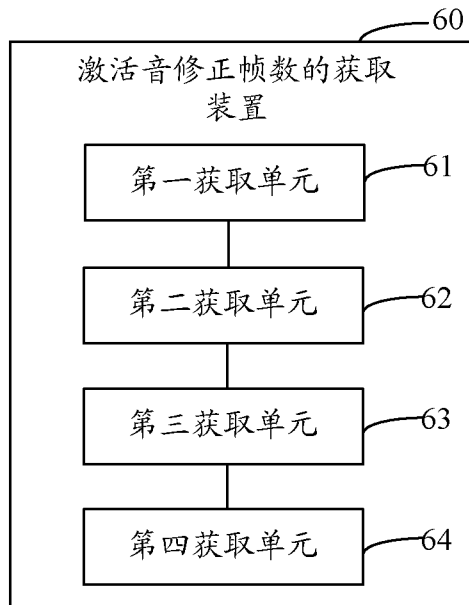 60
激活音修正帧数的获取
装置
第一获取单元 61
第二获取单元 62
第三获取单元 63
第四获取单元 64